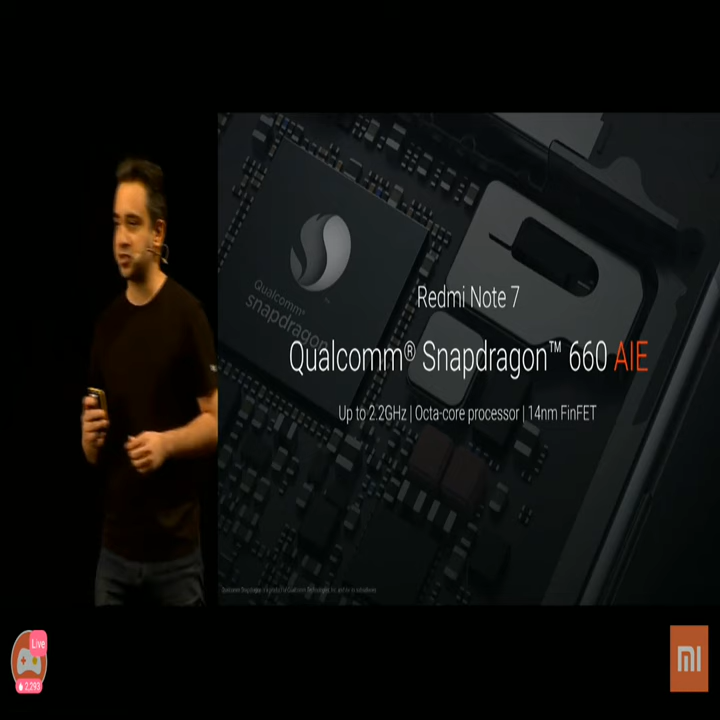 Qualcomm®
snapdragon
Redmi Note 7
Qualcomm® Snapdragon™ 660 AIE
Up to 2.2GHz | Octa-core processor | 14nm FinFET
Live
2,293
MI